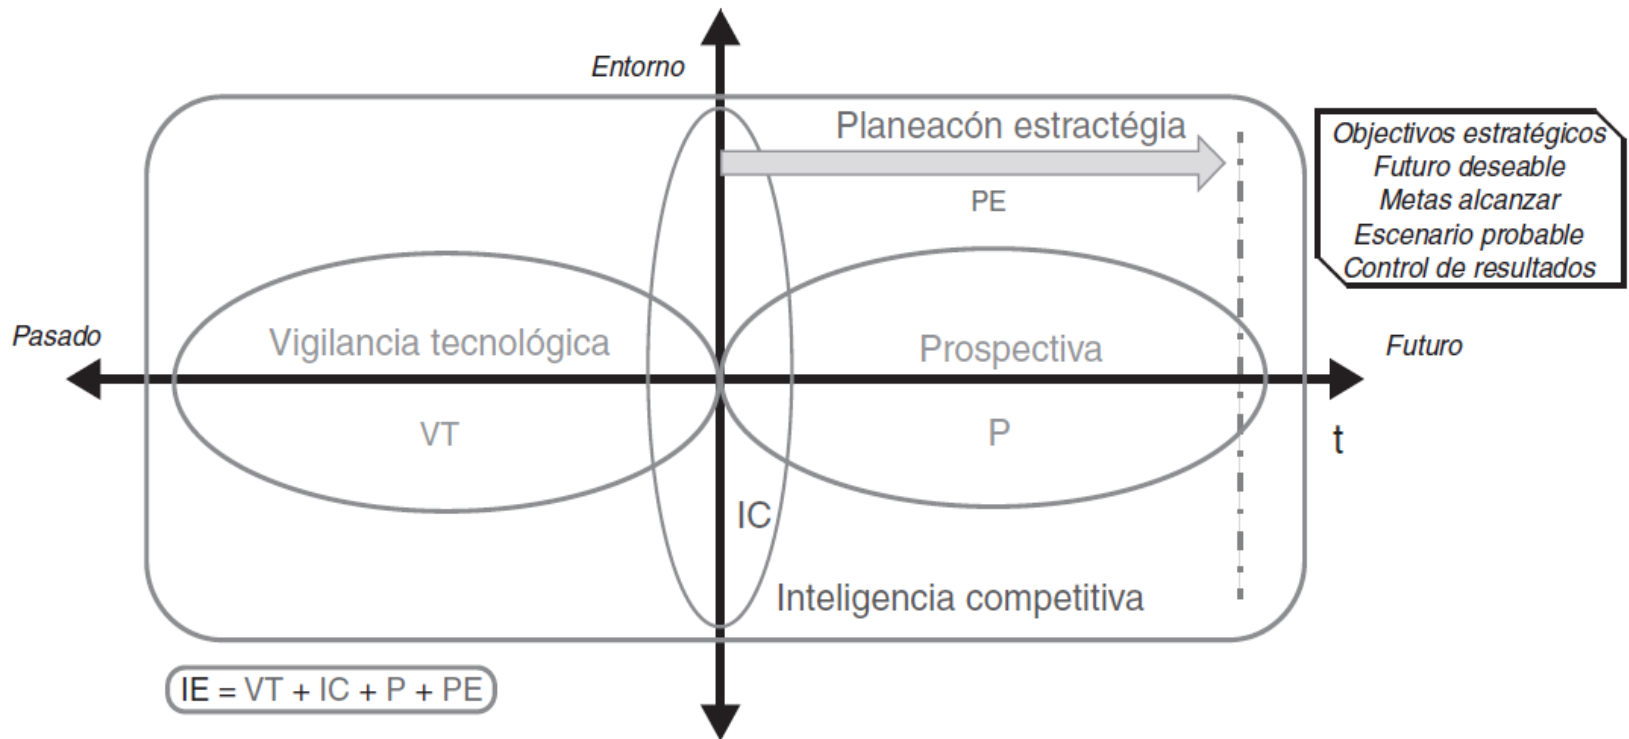 Entorno
Planeacón estractégia
PE
Objectivos estratégicos
Futuro deseable
Metas alcanzar
Escenario probable
Control de resultados
Pasado
Vigilancia tecnológica
Prospectiva
Futuro
VT
P
t
IC
Inteligencia competitiva
IE = VT + IC + P + PE